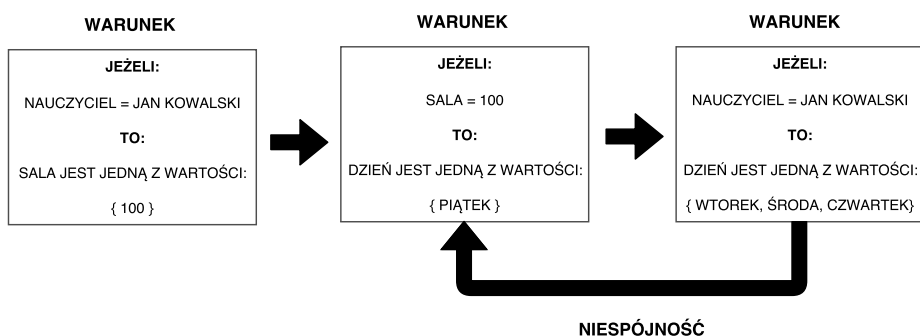 WARUNEK
JEŻELI:
NAUCZYCIEL = JAN KOWALSKI
TO:
SALA JEST JEDNĄ Z WARTOŚCI:
{ 100 }
WARUNEK
JEŻELI:
SALA = 100
TO:
DZIEŃ JEST JEDNĄ Z WARTOŚCI:
{ PIĄTEK }
WARUNEK
JEŻELI:
NAUCZYCIEL = JAN KOWALSKI
TO:
DZIEŃ JEST JEDNĄ Z WARTOŚCI:
{ WTOREK, ŚRODA, CZWARTEK}
NIESPÓJNOŚĆ